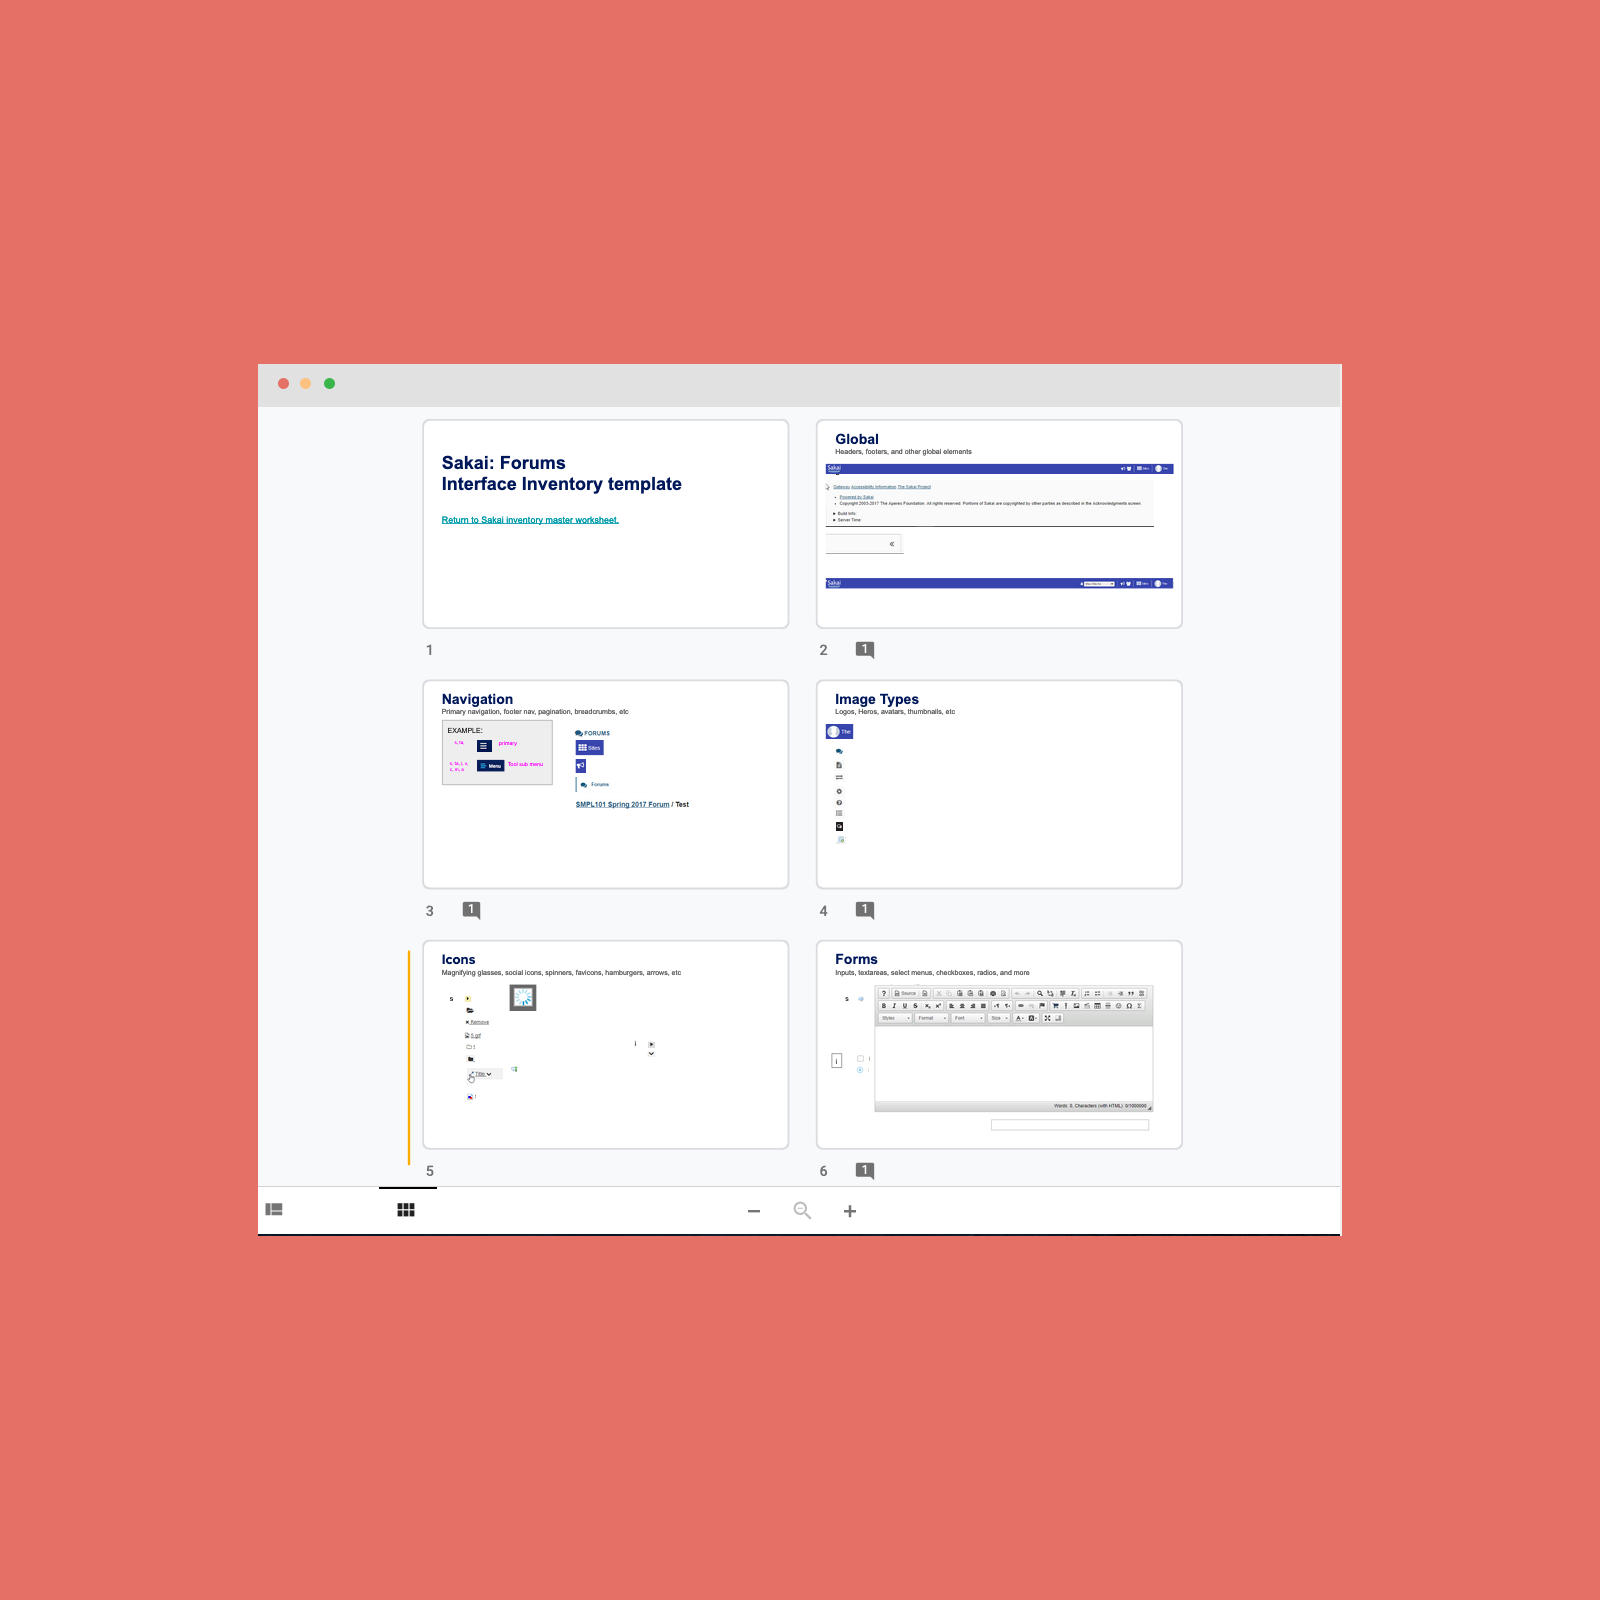 Sakai: Forums
Interface Inventory template
Return to Sakai inventory master worksheet.
1
Global
Headers, footers, and other global elements
Sakai
Sites
The
Gateway Accessibility Information The Sakai Project
Powered by Sakai
Copyright 2003-2017 The Apereo Foundation. All rights reserved. Portions of Sakai are copyrighted by other parties as described in the Acknowledgments screen.
Build Info:
Server Time:
«
Sakai
Sites
The
2
1
Navigation
Primary navigation, footer nav, pagination, breadcrumbs, etc
EXAMPLE:
primary
Menu
Tool sub menu
FORUMS
Sites
Forums
SMPL101 Spring 2017 Forum / Test
3
1
Image Types
Logos, Heros, avatars, thumbnails, etc
The
4
1
Icons
Magnifying glasses, social icons, spinners, favicons, hamburgers, arrows, etc
s
Remove
5.gif
i
Title
5
Forms
Inputs, textareas, select menus, checkboxes, radios, and more
s
Source
Styles
Format
Font
Size
i
Words: 0, Characters (with HTML): 0/1000000
6
1